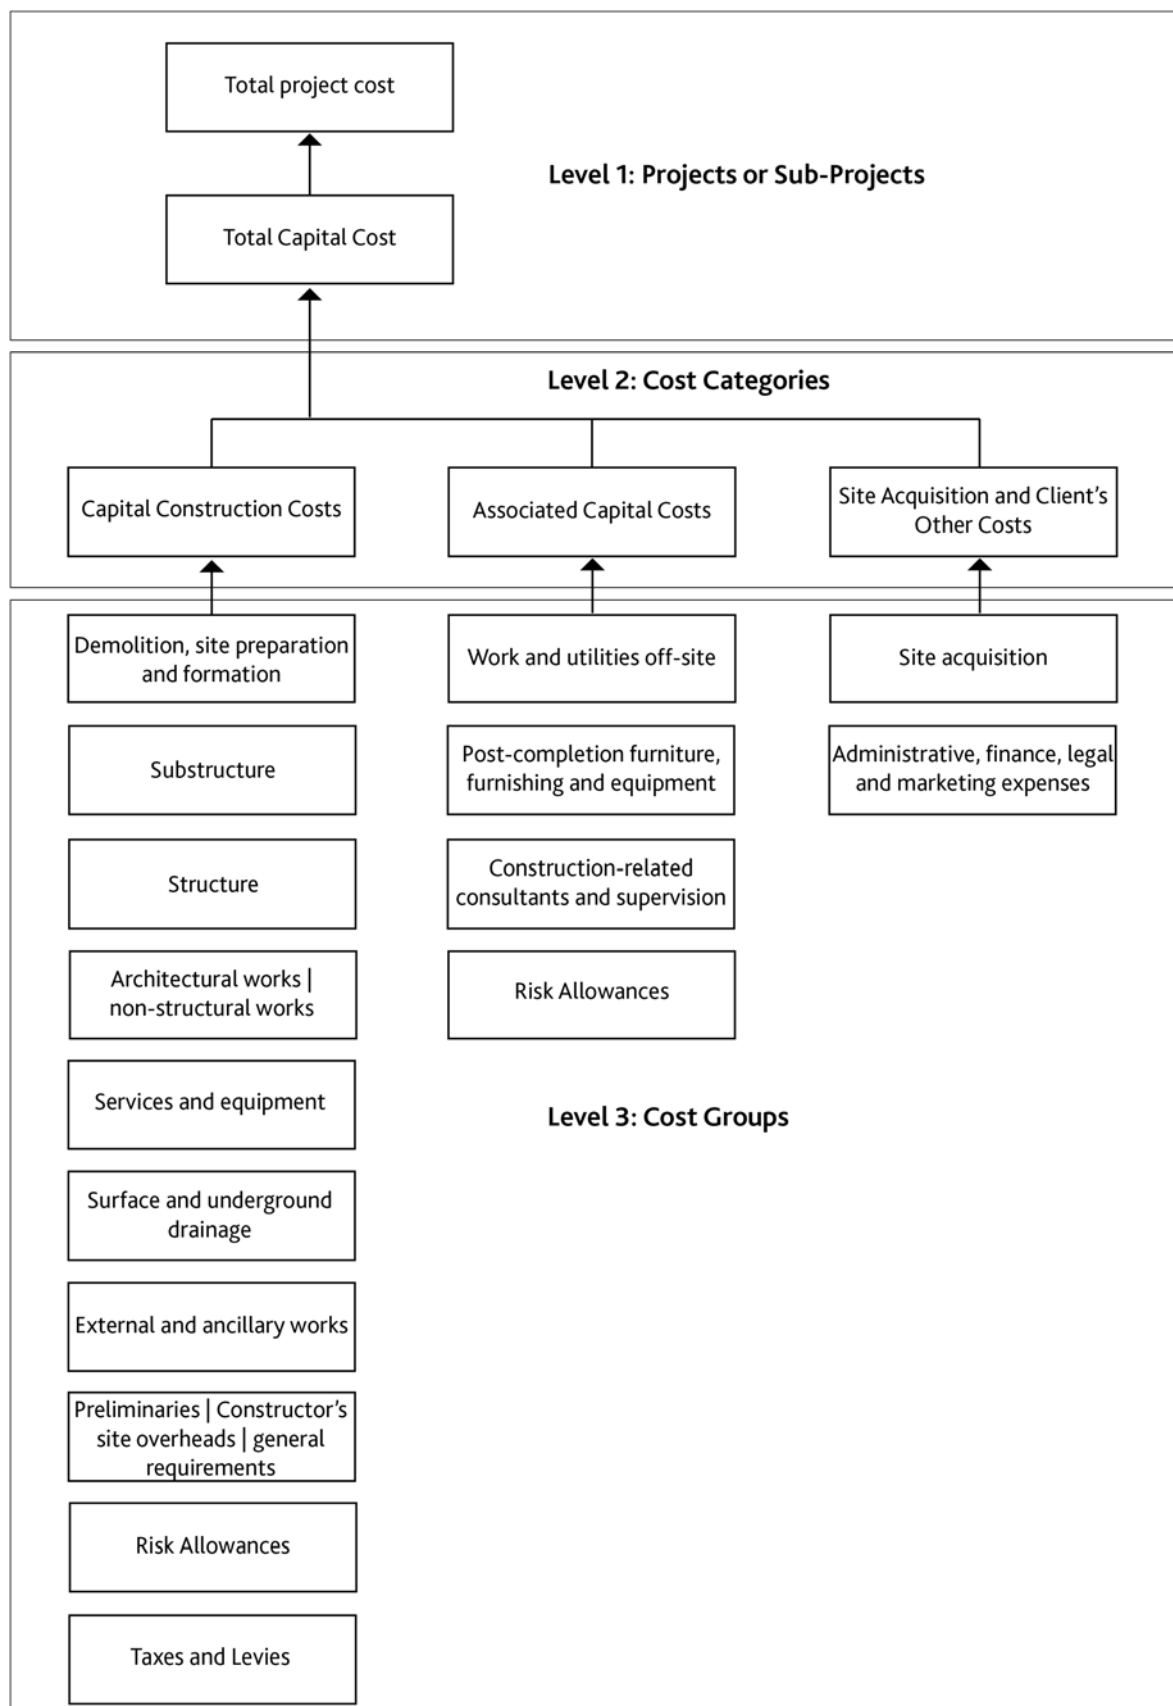 Total project cost
Level 1: Projects or Sub-Projects
Total Capital Cost
Level 2: Cost Categories
Capital Construction Costs
Associated Capital Costs
Site Acquisition and Client’s
Other Costs
Demolition, site preparation
and formation
Work and utilities off-site
Site acquisition
Substructure
Post-completion furniture,
furnishing and equipment
Administrative, finance, legal
and marketing expenses
Structure
Construction-related
consultants and supervision
Architectural works |
non-structural works
Risk Allowances
Services and equipment
Level 3: Cost Groups
Surface and underground
drainage
External and ancillary works
Preliminaries | Constructor’s
site overheads | general
requirements
Risk Allowances
Taxes and Levies